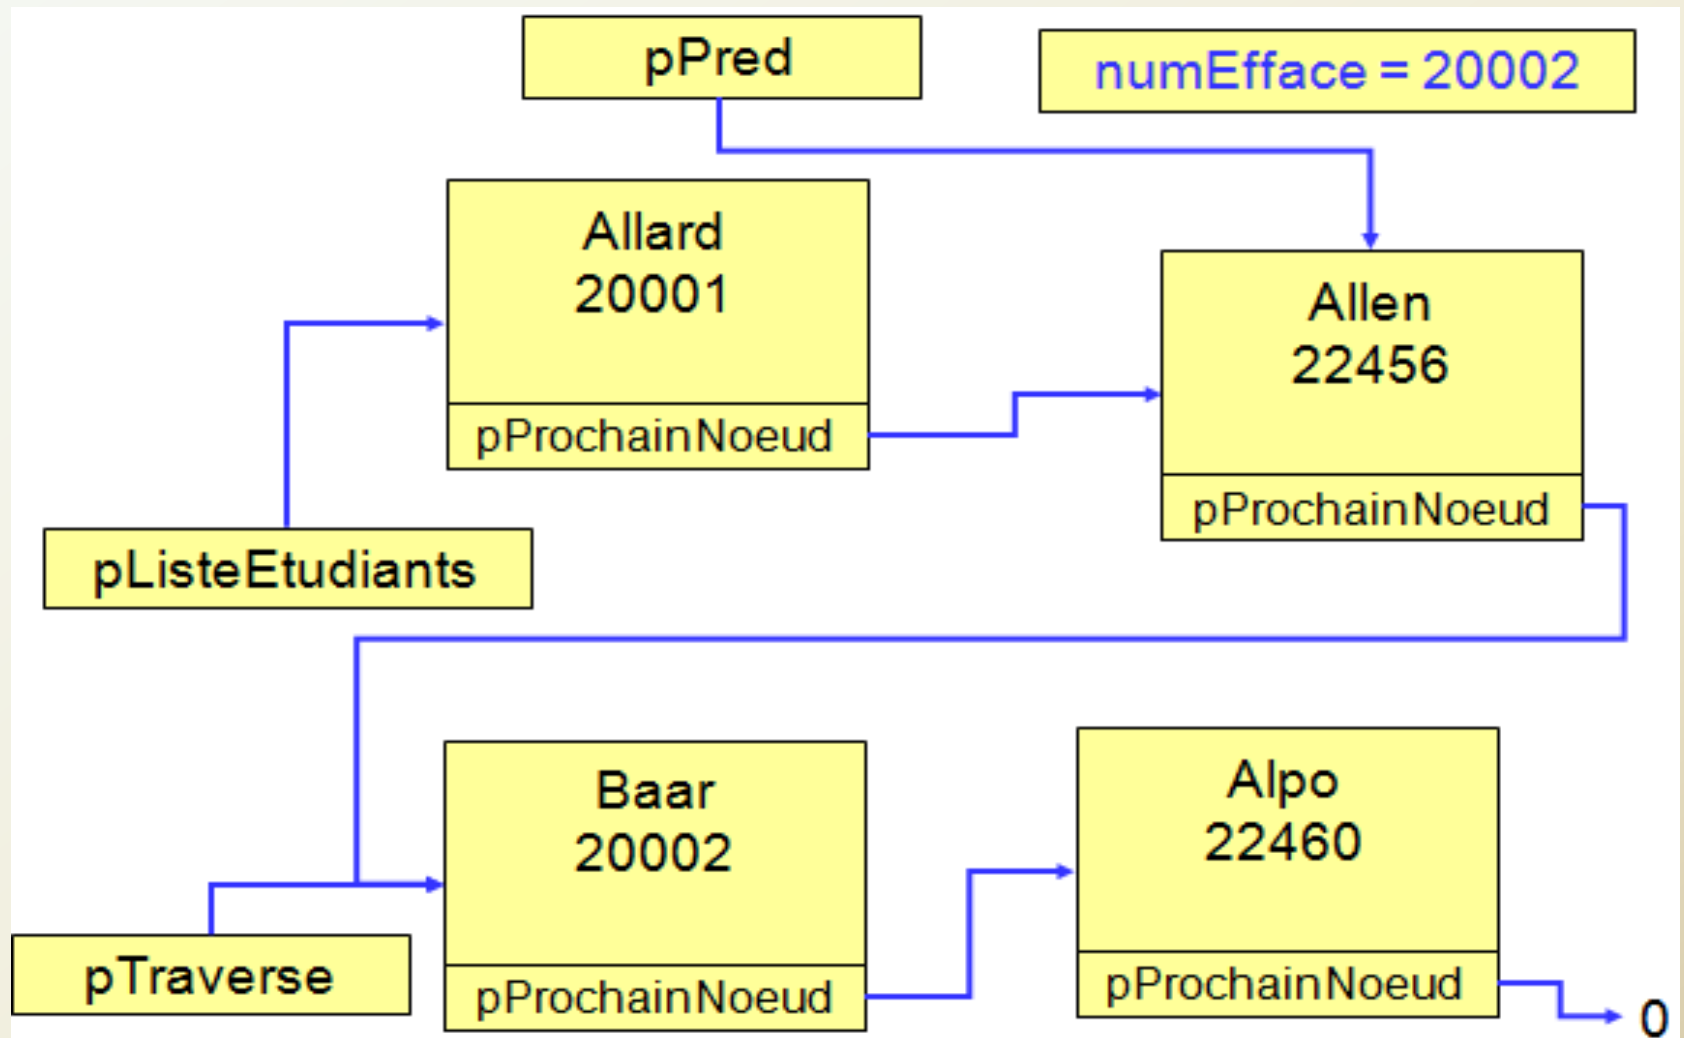 pPred
numEfface = 20002
Allard
20001
pProchainNoeud
Allen
22456
pProchainNoeud
pListeEtudiants
Baar
20002
pProchainNoeud
Alpo
22460
pProchainNoeud
pTraverse
0